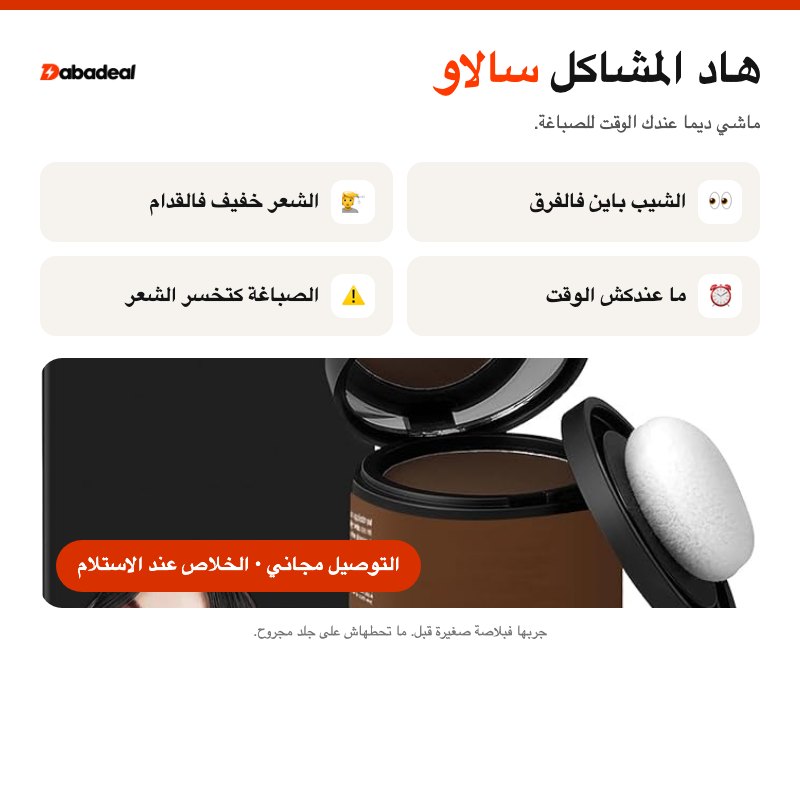 هاد المشاكل سالاو
Dabadeal
ماشي ديما عندك الوقت للصباغة.
الشيب باين فالفرق
الشعر خفيف فالقدام
ما عندكش الوقت
الصباغة كتخسر الشعر
التوصيل مجاني • الخلاص عند الاستلام
جربها فبلاصة صغيرة قبل. ما تحطهاش على جلد مجروح.